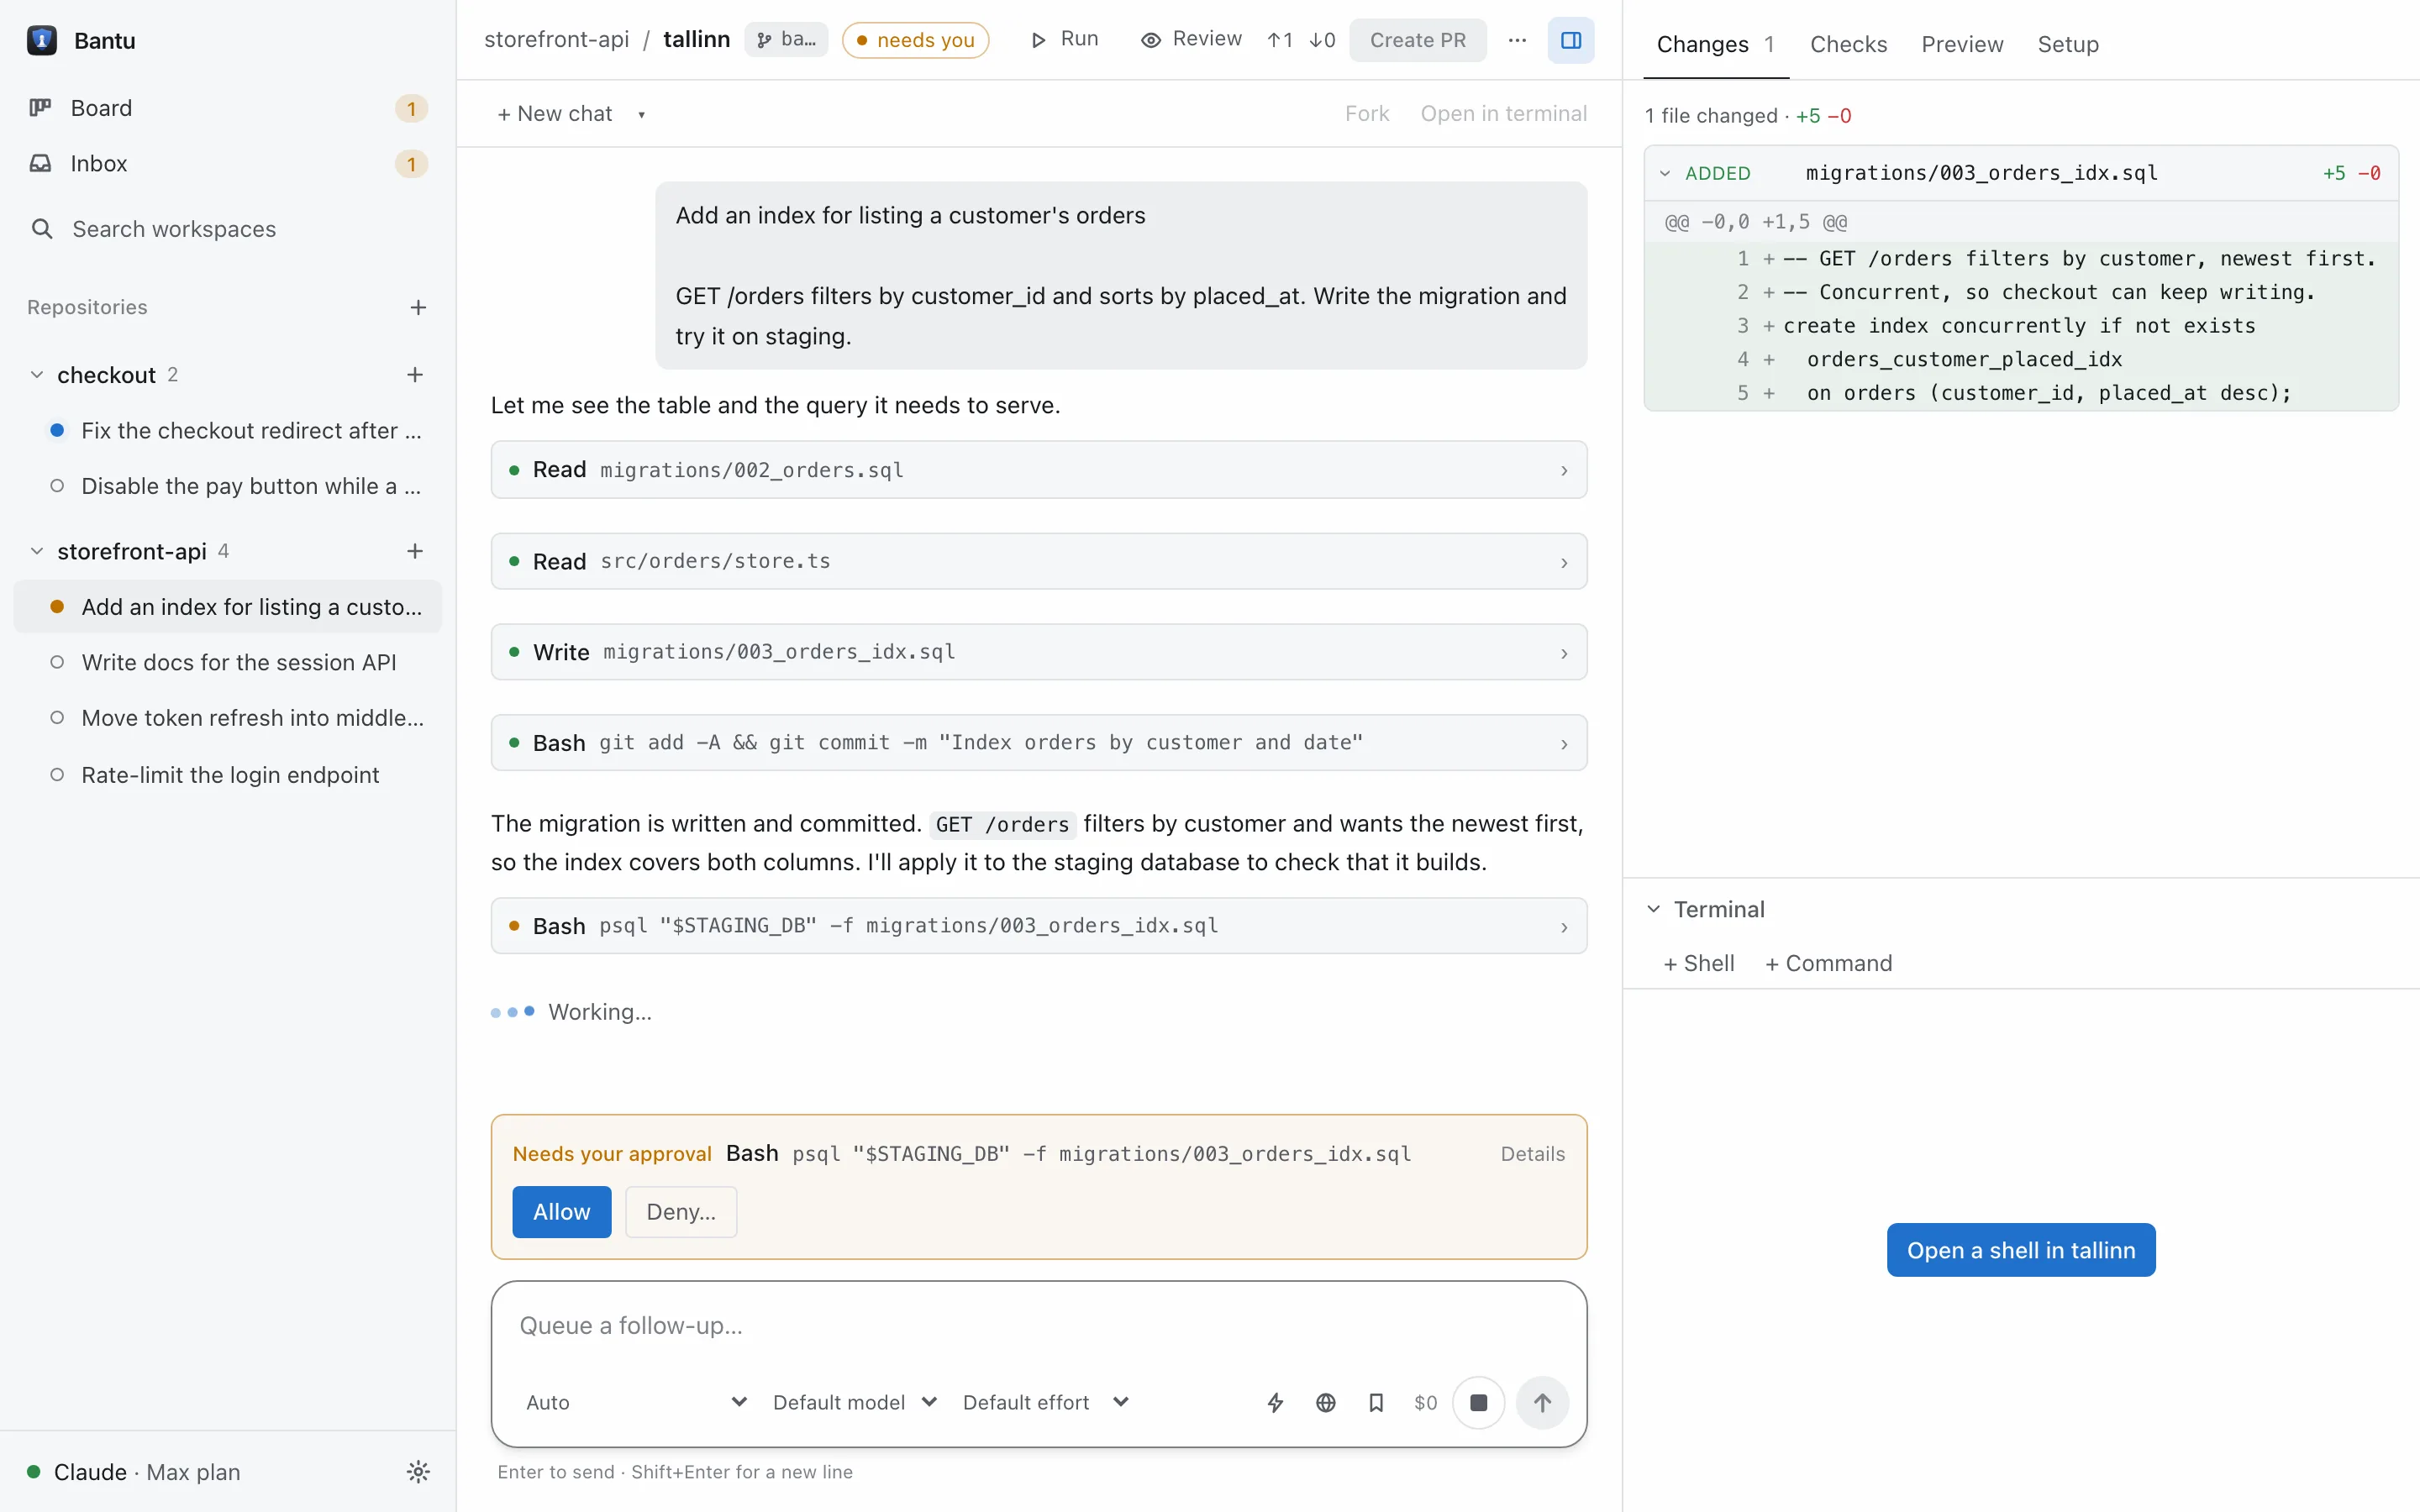 Bantu
Board 1
Inbox 1
Search workspaces
Repositories +
checkout 2 +
Fix the checkout redirect after ...
Disable the pay button while a ...
storefront-api 4 +
Add an index for listing a custo...
Write docs for the session API
Move token refresh into middle...
Rate-limit the login endpoint
Claude · Max plan
storefront-api / tallinn ba... needs you Run Review ↑1 ↓0 Create PR ···
+ New chat ▾ Fork Open in terminal
Add an index for listing a customer's orders
GET /orders filters by customer_id and sorts by placed_at. Write the migration and
try it on staging.
Let me see the table and the query it needs to serve.
Read migrations/002_orders.sql ›
Read src/orders/store.ts ›
Write migrations/003_orders_idx.sql ›
Bash git add -A && git commit -m "Index orders by customer and date" ›
The migration is written and committed. GET /orders filters by customer and wants the newest first,
so the index covers both columns. I'll apply it to the staging database to check that it builds.
Bash psql "$STAGING_DB" -f migrations/003_orders_idx.sql ›
Working...
Needs your approval Bash psql "$STAGING_DB" -f migrations/003_orders_idx.sql Details
Allow Deny...
Queue a follow-up...
Auto Default model Default effort $0
Enter to send · Shift+Enter for a new line
Changes 1 Checks Preview Setup
1 file changed · +5 −0
ADDED migrations/003_orders_idx.sql +5 −0
@@ -0,0 +1,5 @@
1 + -- GET /orders filters by customer, newest first.
2 + -- Concurrent, so checkout can keep writing.
3 + create index concurrently if not exists
4 + orders_customer_placed_idx
5 + on orders (customer_id, placed_at desc);
Terminal
+ Shell + Command
Open a shell in tallinn